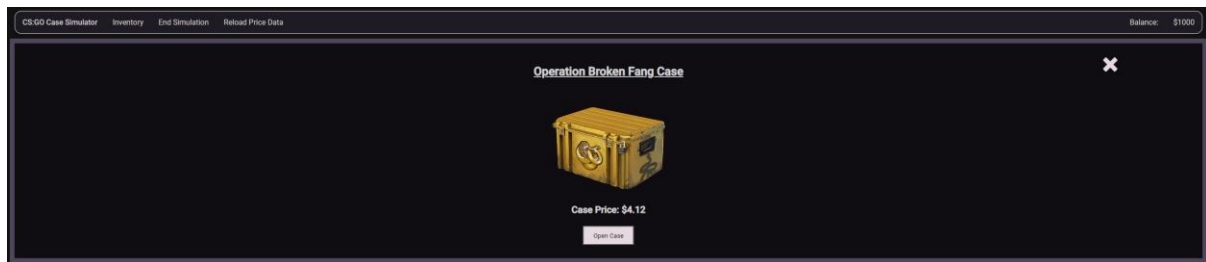 CS:GO Case Simulator Inventory End Simulation Reload Price Data Balance: $1000
Operation Broken Fang Case
Case Price: $4.12
Open Case